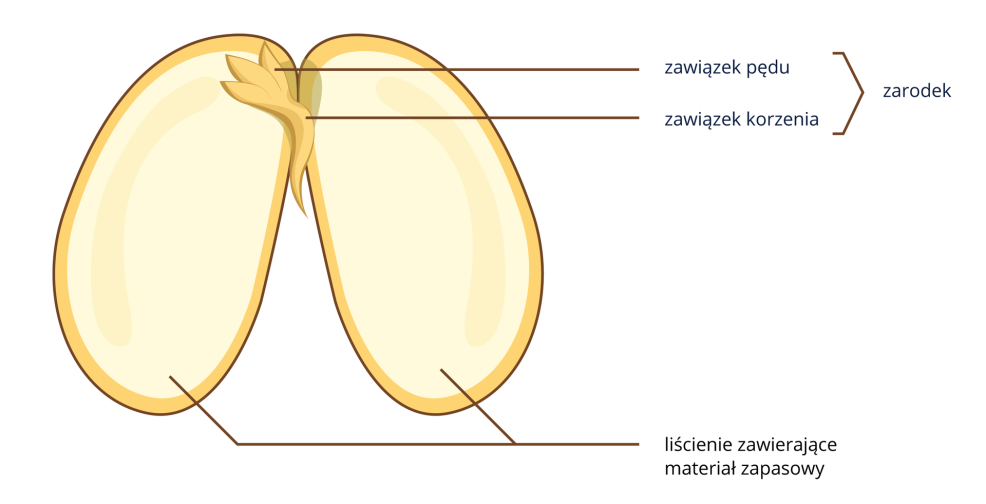 zawiązek pędu
zawiązek korzenia
zarodek
liścienie zawierające
materiał zapasowy